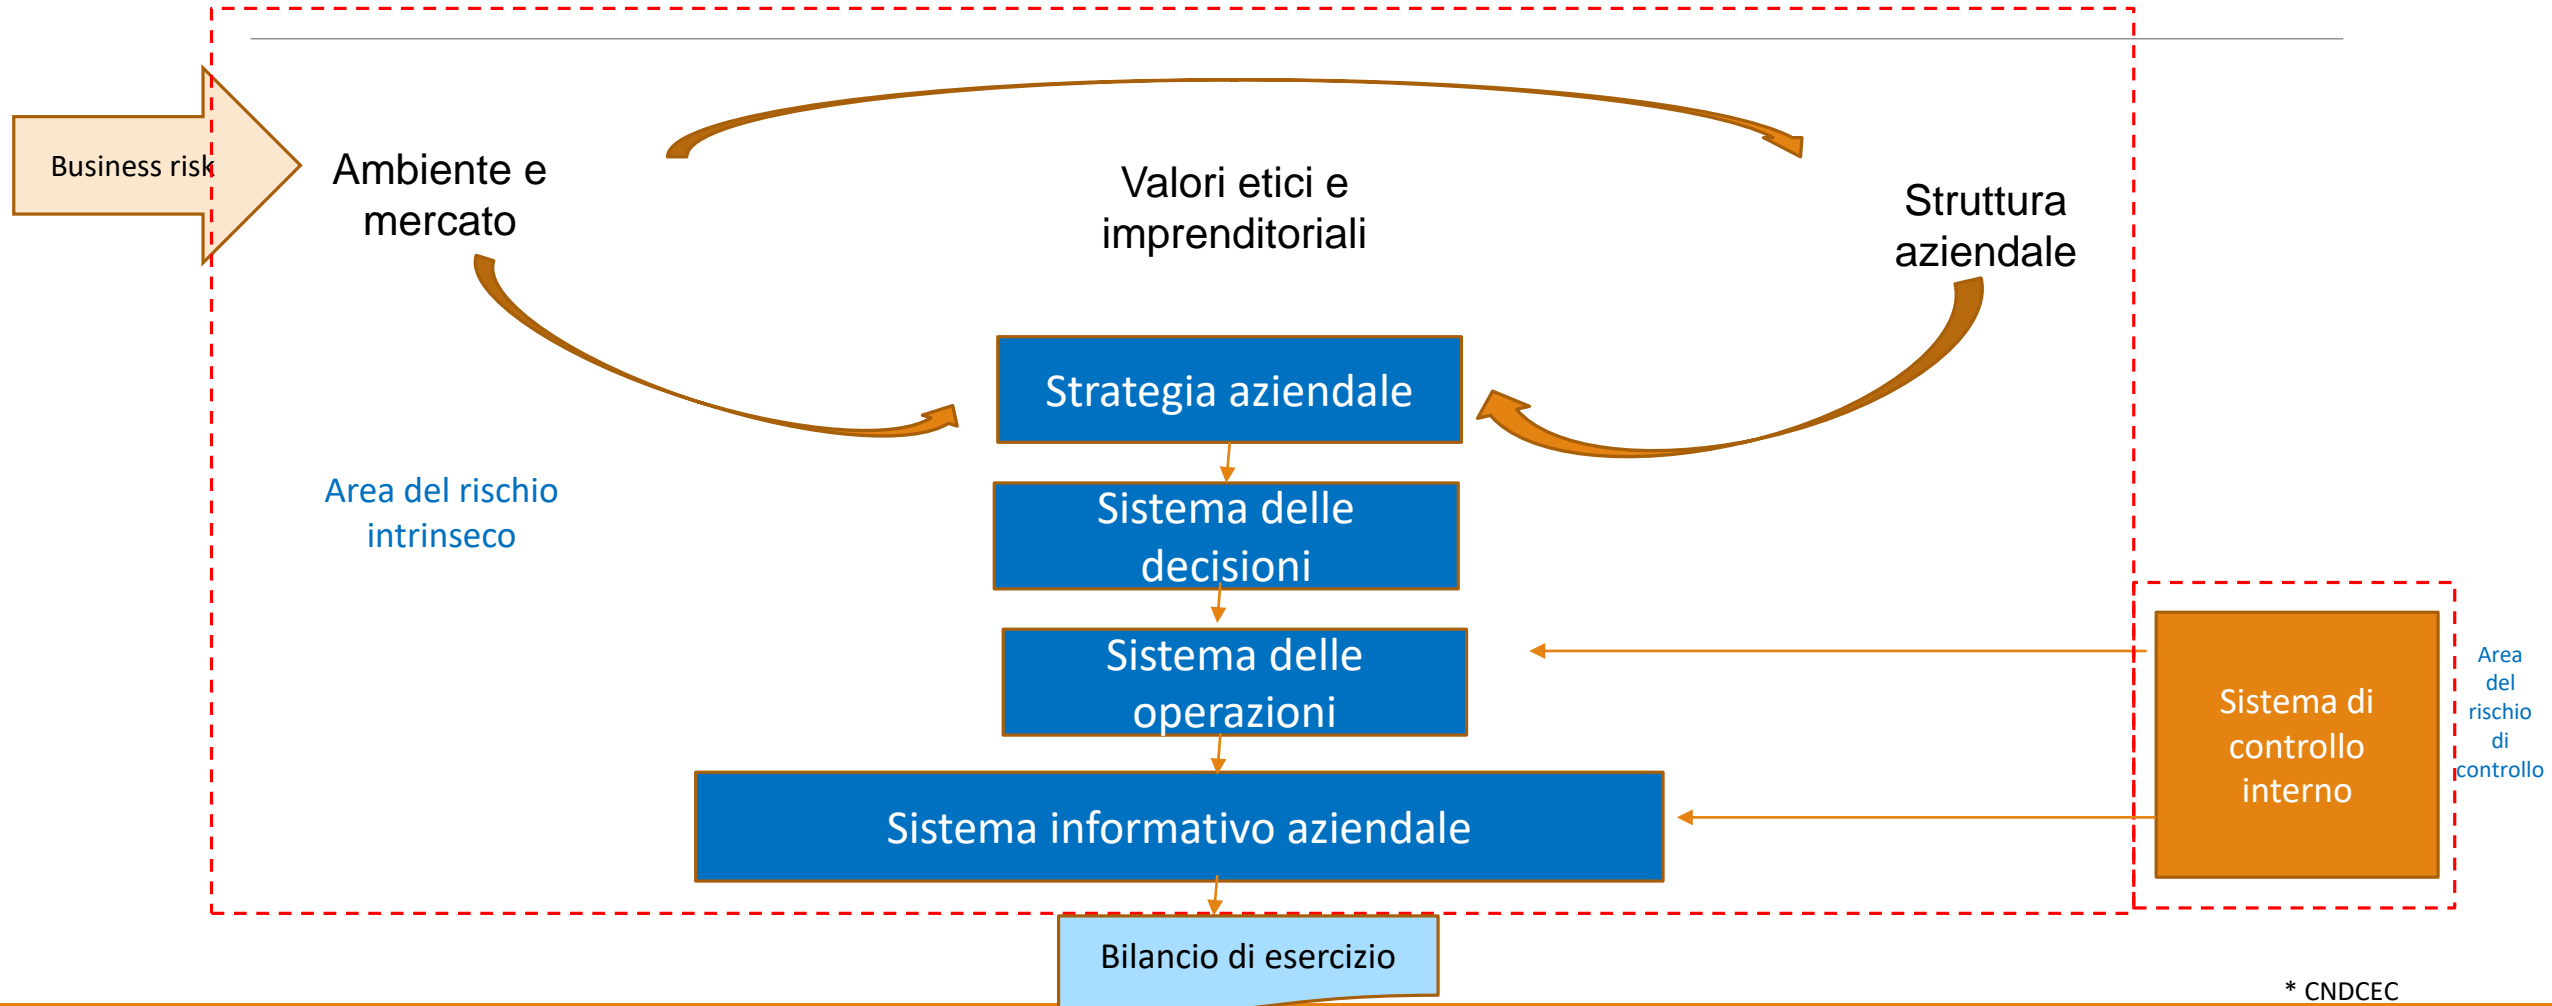 Business risk
Ambiente e
mercato
Valori etici e
imprenditoriali
Struttura
aziendale
Strategia aziendale
Area del rischio
intrinseco
Sistema delle
decisioni
Sistema delle
operazioni
Sistema di
controllo
interno
Area
del
rischio
di
controllo
Sistema informativo aziendale
Bilancio di esercizio
* CNDCEC